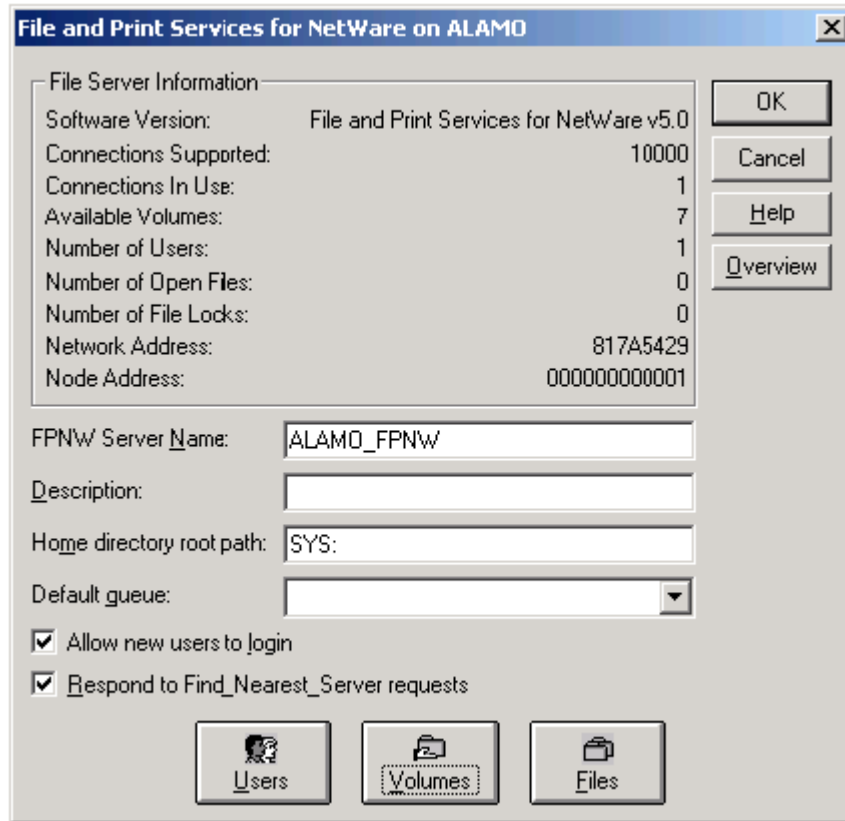 File and Print Services for NetWare on ALAMO
File Server Information
Software Version: File and Print Services for NetWare v5.0
Connections Supported: 10000
Connections In Use: 1
Available Volumes: 7
Number of Users: 1
Number of Open Files: 0
Number of File Locks: 0
Network Address: 817A5429
Node Address: 000000000001
OK
Cancel
Help
Overview
FPNW Server Name: ALAMO_FPNW
Description:
Home directory root path: SYS:
Default queue:
Allow new users to login
Respond to Find_Nearest_Server requests
Users
Volumes
Files